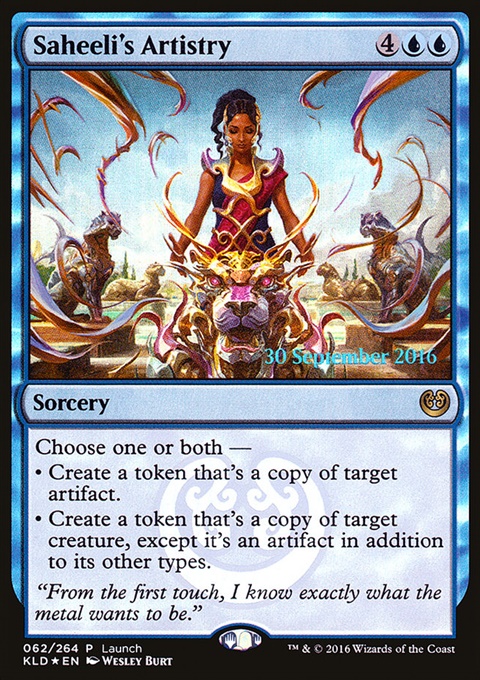 Saheeli's Artistry 4
30 September 2016
Sorcery
Choose one or both —
• Create a token that's a copy of target
artifact.
• Create a token that's a copy of target
creature, except it's an artifact in addition
to its other types.
"From the first touch, I know exactly what the
metal wants to be."
062/264 P Launch
KLD★EN Wesley Burt
™ & © 2016 Wizards of the Coast